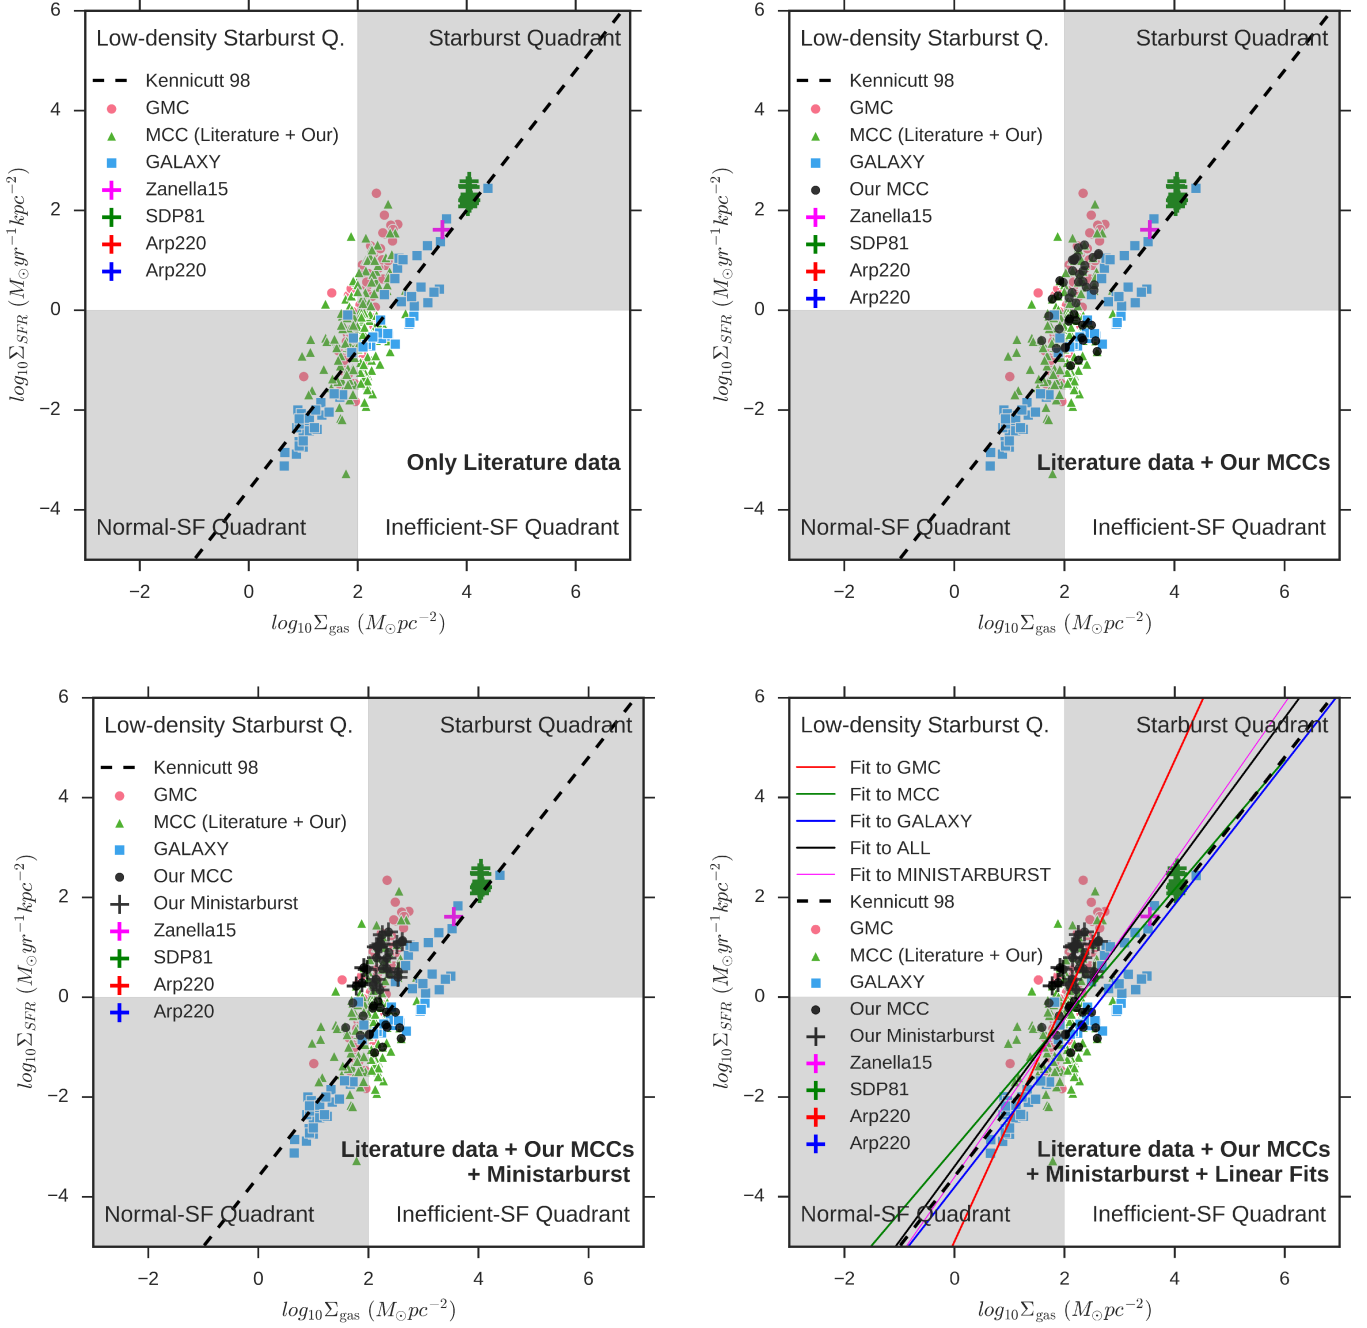 6
4
2
0
−2
−4
log₁₀Σ_SFR (M⊙yr⁻¹kpc⁻²)
Low-density Starburst Q.
Starburst Quadrant
Kennicutt 98
GMC
MCC (Literature + Our)
GALAXY
Zanella15
SDP81
Arp220
Arp220
Only Literature data
Normal-SF Quadrant
Inefficient-SF Quadrant
−2
0
2
4
6
log₁₀Σ_gas (M⊙pc⁻²)
6
4
2
0
−2
−4
log₁₀Σ_SFR (M⊙yr⁻¹kpc⁻²)
Low-density Starburst Q.
Starburst Quadrant
Kennicutt 98
GMC
MCC (Literature + Our)
GALAXY
Our MCC
Zanella15
SDP81
Arp220
Arp220
Literature data + Our MCCs
Normal-SF Quadrant
Inefficient-SF Quadrant
−2
0
2
4
6
log₁₀Σ_gas (M⊙pc⁻²)
6
4
2
0
−2
−4
log₁₀Σ_SFR (M⊙yr⁻¹kpc⁻²)
Low-density Starburst Q.
Starburst Quadrant
Kennicutt 98
GMC
MCC (Literature + Our)
GALAXY
Our MCC
Our Ministarburst
Zanella15
SDP81
Arp220
Arp220
Literature data + Our MCCs
+ Ministarburst
Normal-SF Quadrant
Inefficient-SF Quadrant
−2
0
2
4
6
log₁₀Σ_gas (M⊙pc⁻²)
6
4
2
0
−2
−4
log₁₀Σ_SFR (M⊙yr⁻¹kpc⁻²)
Low-density Starburst Q.
Starburst Quadrant
Fit to GMC
Fit to MCC
Fit to GALAXY
Fit to ALL
Fit to MINISTARBURST
Kennicutt 98
GMC
MCC (Literature + Our)
GALAXY
Our MCC
Our Ministarburst
Zanella15
SDP81
Arp220
Arp220
Literature data + Our MCCs
+ Ministarburst + Linear Fits
Normal-SF Quadrant
Inefficient-SF Quadrant
−2
0
2
4
6
log₁₀Σ_gas (M⊙pc⁻²)